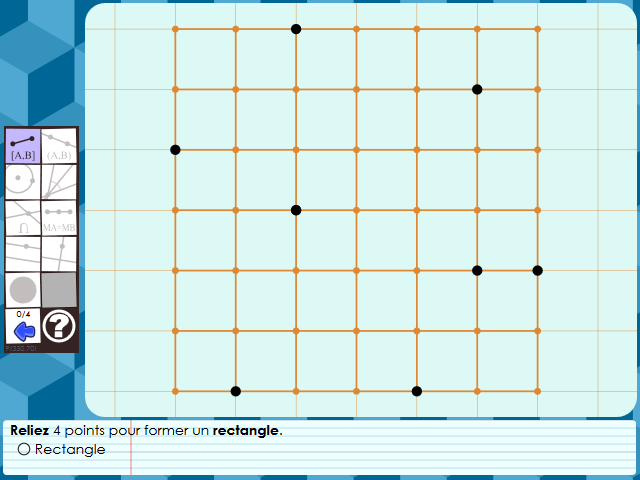 [A,B] (A,B)
∩ MA=MB
0/4
?
Reliez 4 points pour former un rectangle.
Rectangle